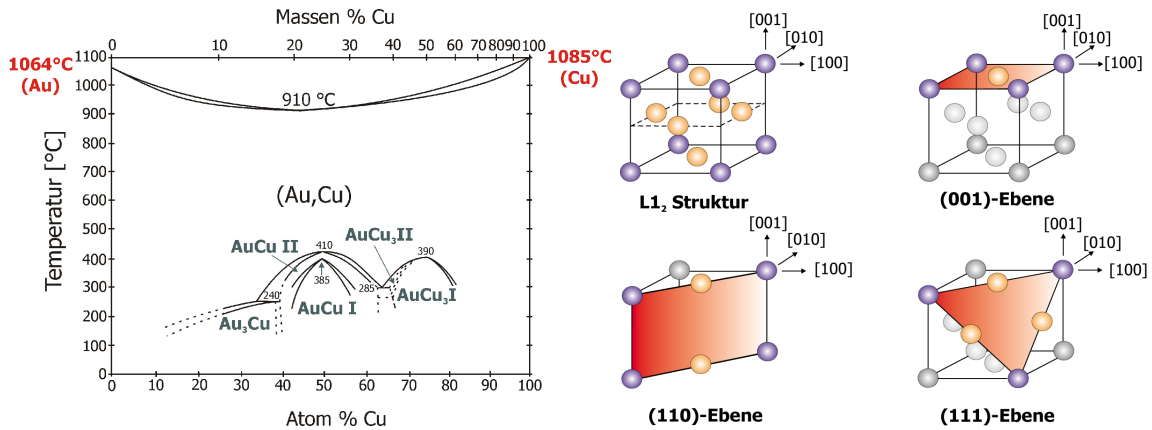 Massen % Cu
0 10 20 30 40 50 60 70 80 90 100
1064°C
(Au)
1085°C
(Cu)
Temperatur [°C]
1100
1000
900
800
700
600
500
400
300
200
100
0
910 °C
(Au,Cu)
AuCu II
410
AuCu₃II
390
240
385
285
AuCu I
AuCu₃I
Au₃Cu
0 10 20 30 40 50 60 70 80 90 100
Atom % Cu
[001]
[010]
[100]
L1₂ Struktur
[001]
[010]
[100]
(001)-Ebene
[001]
[010]
[100]
(110)-Ebene
[001]
[010]
[100]
(111)-Ebene